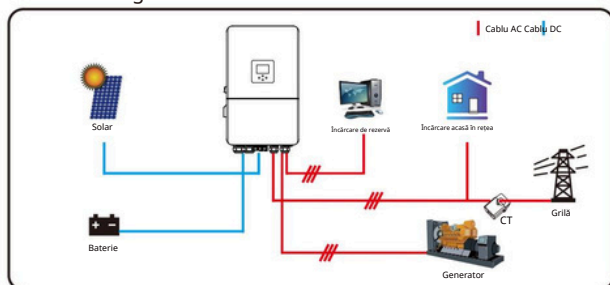 Cablu AC Cablu DC
Solar
Încărcare de rezervă
Încărcare acasă în rețea
CT
Grilă
Baterie
Generator